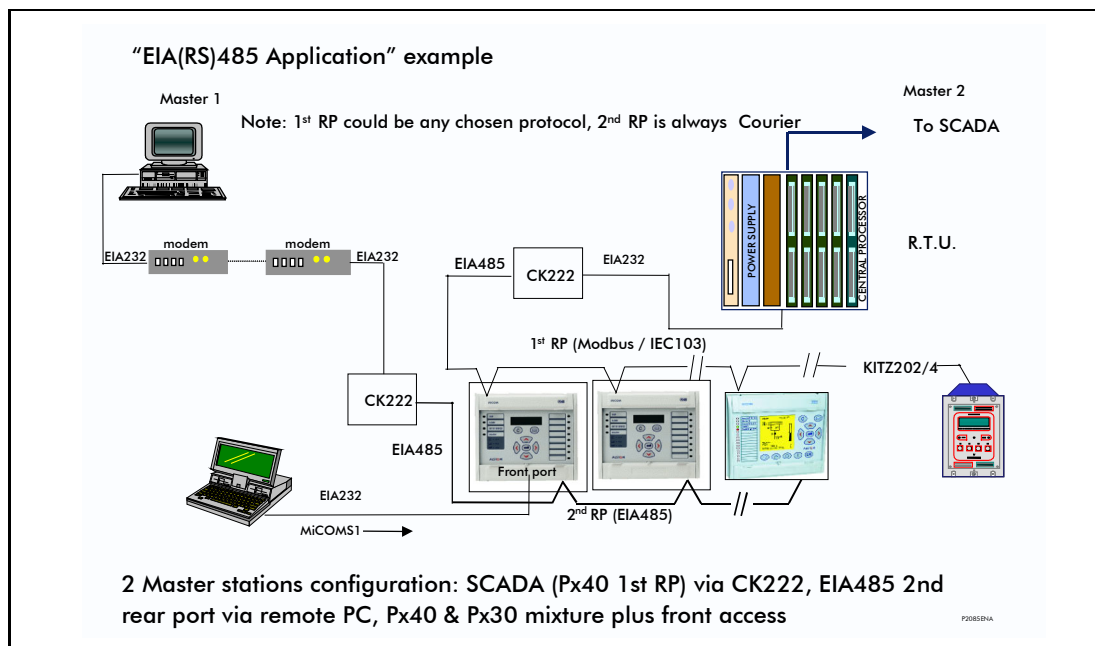 “EIA(RS)485 Application” example
Master 1
Master 2
Note: 1st RP could be any chosen protocol, 2nd RP is always Courier
To SCADA
POWER SUPPLY
CENTRAL PROCESSOR
R.T.U.
modem
modem
EIA232
EIA232
EIA485
CK222
EIA232
1st RP (Modbus / IEC103)
KITZ202/4
CK222
EIA485
Front port
EIA232
2nd RP (EIA485)
MiCOMS1
2 Master stations configuration: SCADA (Px40 1st RP) via CK222, EIA485 2nd
rear port via remote PC, Px40 & Px30 mixture plus front access
P2085ENA